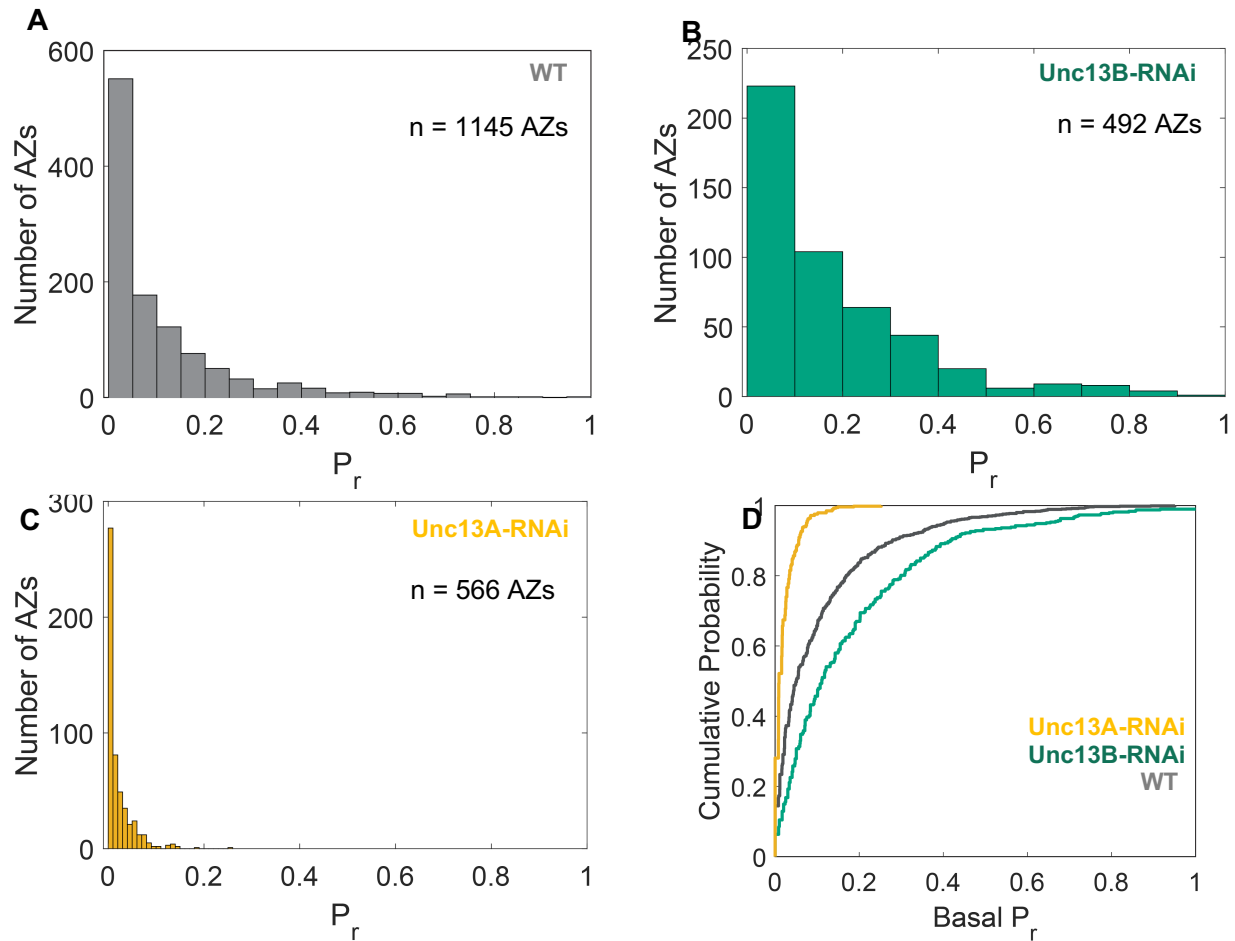 A
WT
n = 1145 AZs
Number of AZs
600
400
200
0
0 0.2 0.4 0.6 0.8 1
Pr
B
Unc13B-RNAi
n = 492 AZs
Number of AZs
250
200
150
100
50
0
0 0.2 0.4 0.6 0.8 1
Pr
C
Unc13A-RNAi
n = 566 AZs
Number of AZs
300
200
100
0
0 0.2 0.4 0.6 0.8 1
Pr
D
Cumulative Probability
1
0.8
0.6
0.4
0.2
0
Unc13A-RNAi
Unc13B-RNAi
WT
0 0.2 0.4 0.6 0.8 1
Basal Pr